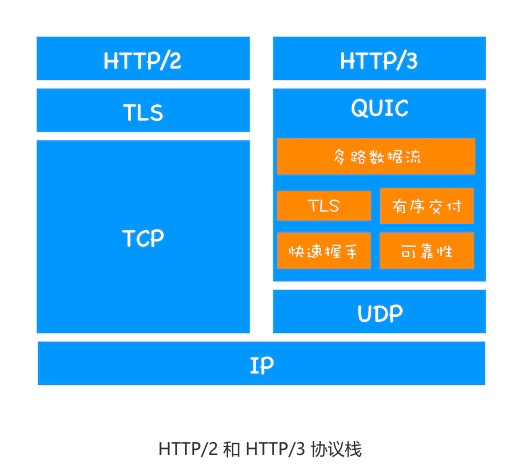 HTTP/2
HTTP/3
TLS
QUIC
多路数据流
TLS
有序交付
TCP
快速握手
可靠性
UDP
IP
HTTP/2 和 HTTP/3 协议栈